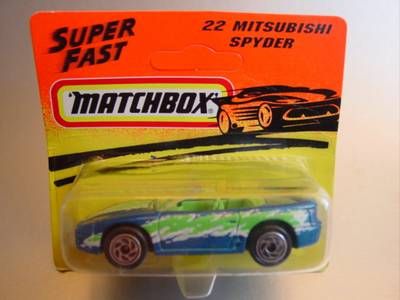 SUPER
FAST
22 MITSUBISHI
SPYDER
MATCHBOX